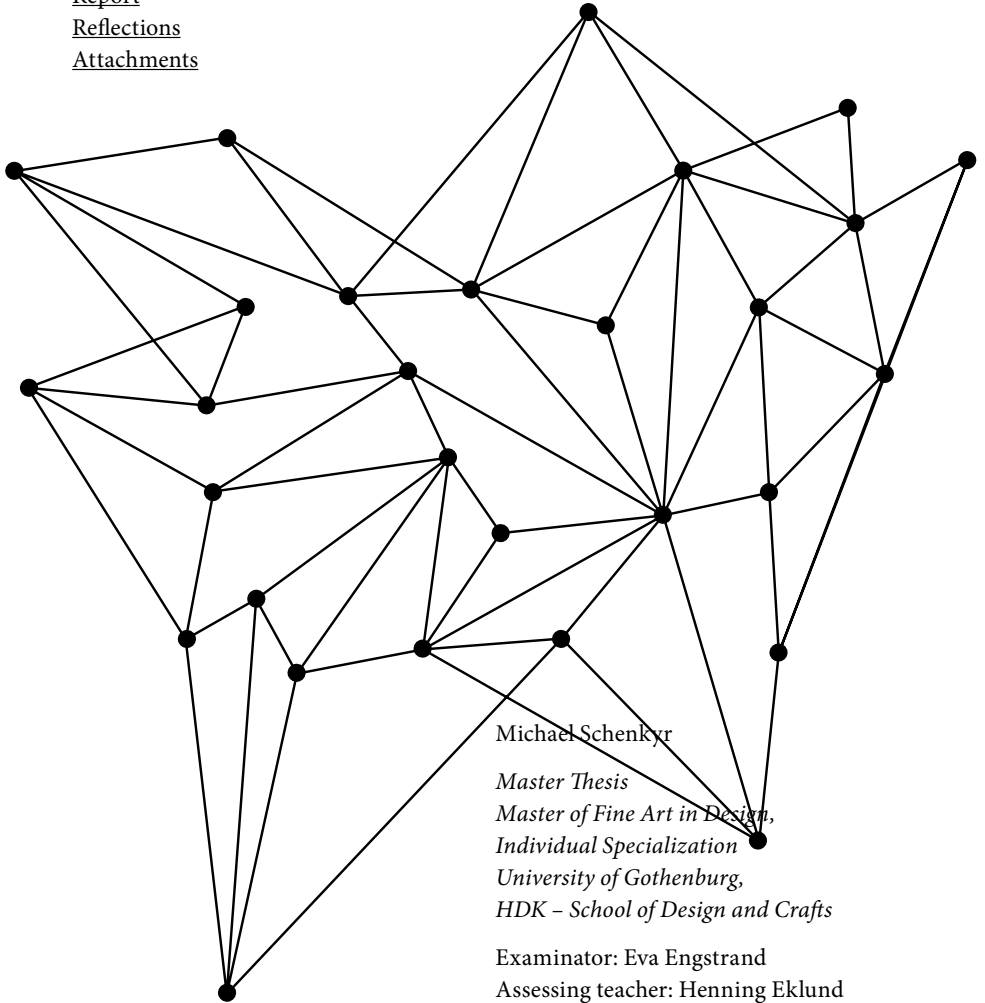 Report
Reflections
Attachments
Michael Schenkyr
Master Thesis
Master of Fine Art in Design,
Individual Specialization
University of Gothenburg,
HDK – School of Design and Crafts
Examinator: Eva Engstrand
Assessing teacher: Henning Eklund